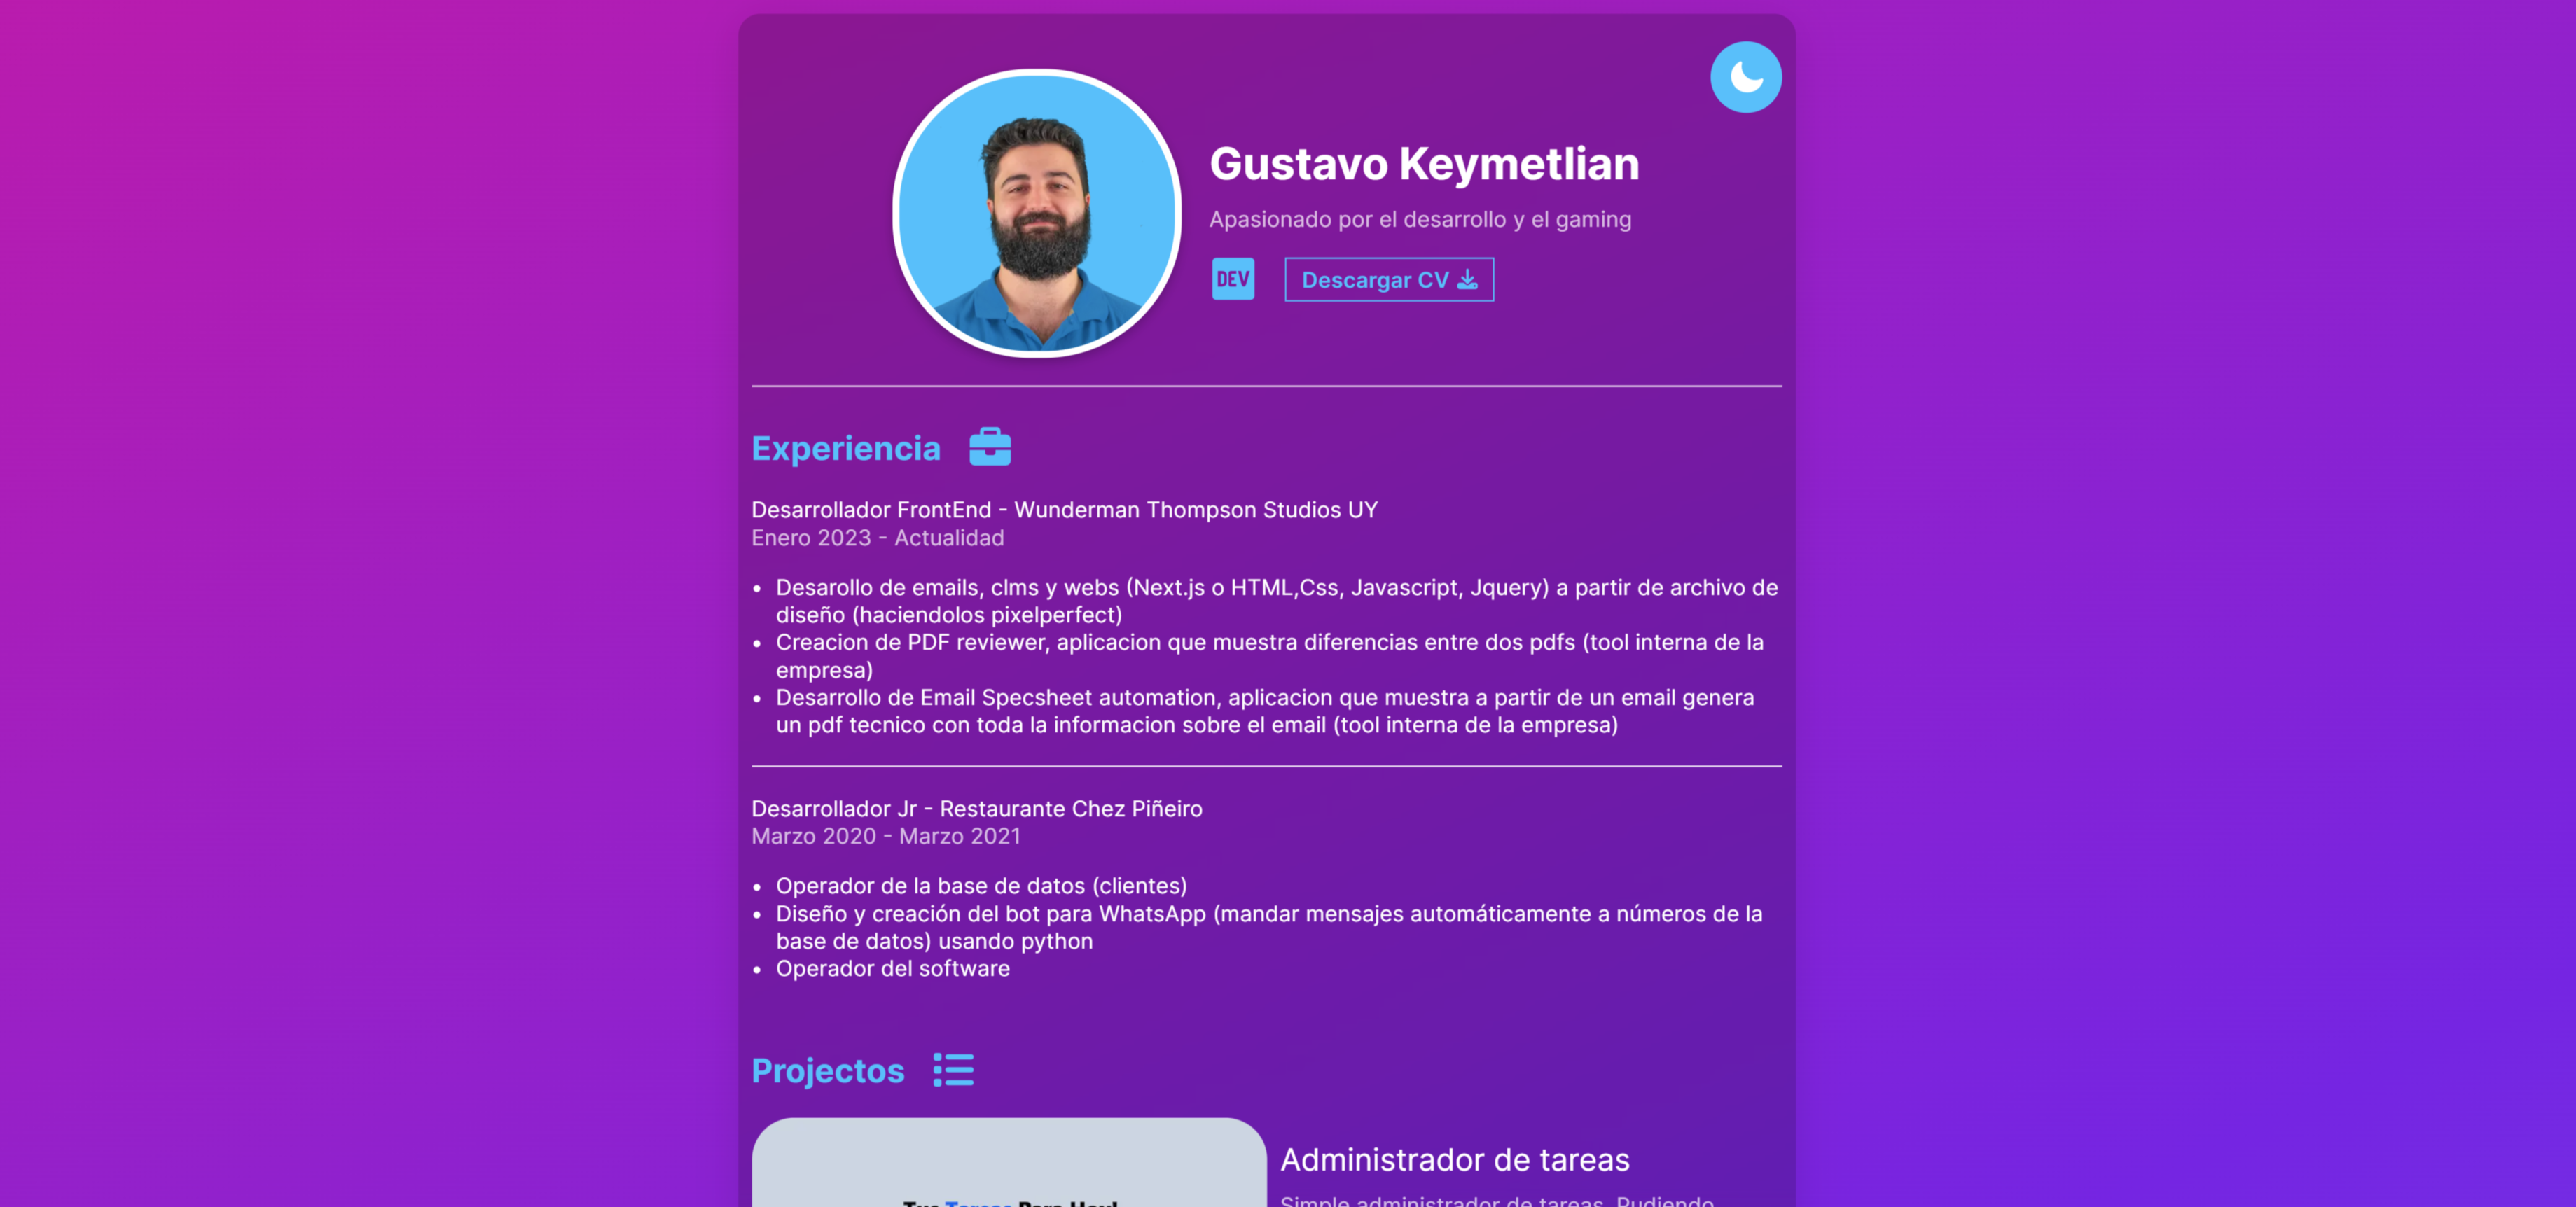 Gustavo Keymetlian
Apasionado por el desarrollo y el gaming
DEV
Descargar CV
Experiencia
Desarrollador FrontEnd - Wunderman Thompson Studios UY
Enero 2023 - Actualidad
• Desarollo de emails, clms y webs (Next.js o HTML,Css, Javascript, Jquery) a partir de archivo de
diseño (haciendolos pixelperfect)
• Creacion de PDF reviewer, aplicacion que muestra diferencias entre dos pdfs (tool interna de la
empresa)
• Desarrollo de Email Specsheet automation, aplicacion que muestra a partir de un email genera
un pdf tecnico con toda la informacion sobre el email (tool interna de la empresa)
Desarrollador Jr - Restaurante Chez Piñeiro
Marzo 2020 - Marzo 2021
• Operador de la base de datos (clientes)
• Diseño y creación del bot para WhatsApp (mandar mensajes automáticamente a números de la
base de datos) usando python
• Operador del software
Projectos
Administrador de tareas
Simple administrador de tareas. Pudiendo